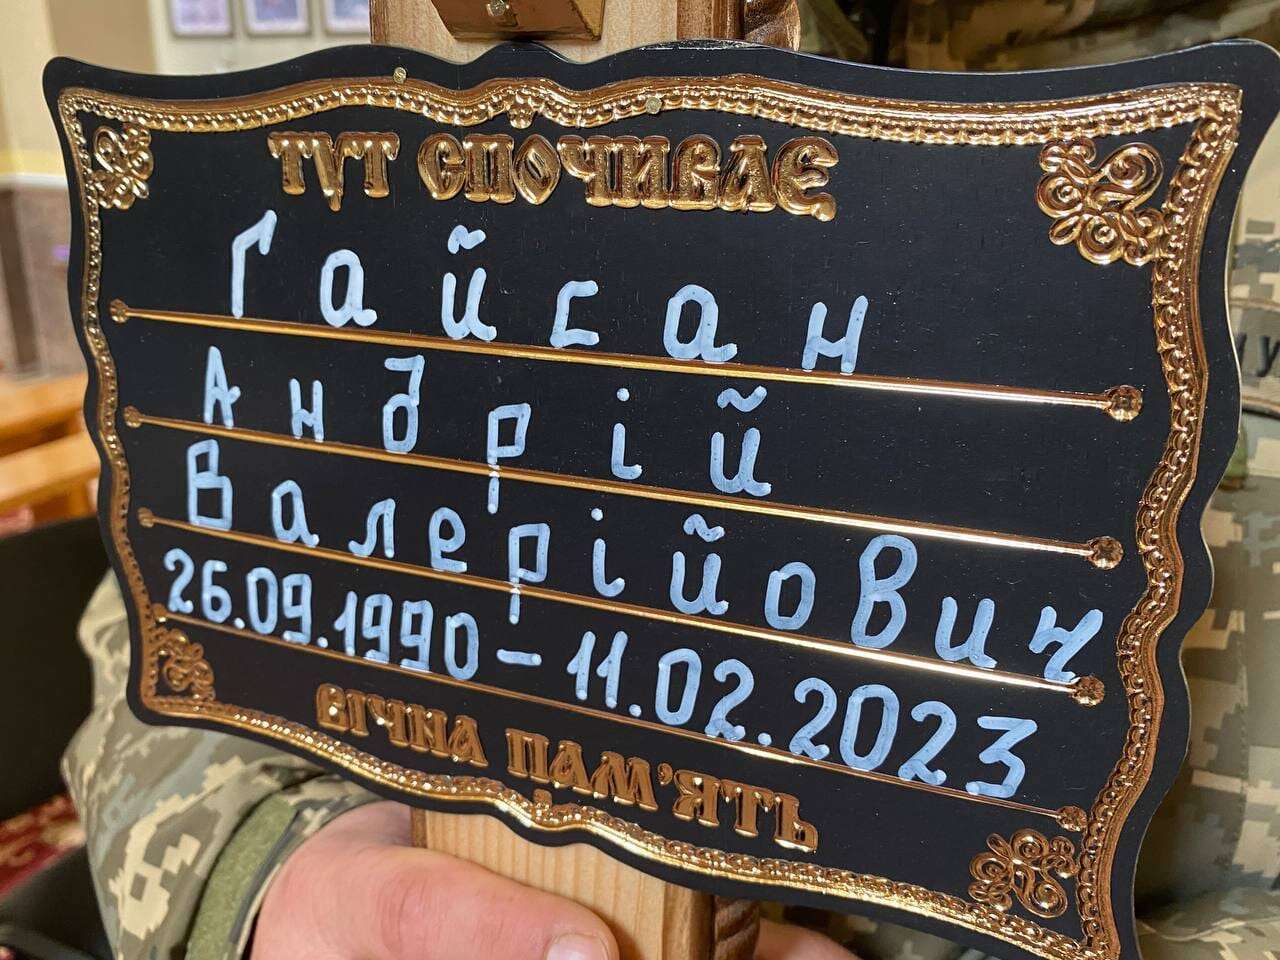 ТУТ СПОЧИВАЄ
Гайсан
Андрій
Валерійович
26.09.1990–11.02.2023
ВІЧНА ПАМ'ЯТЬ